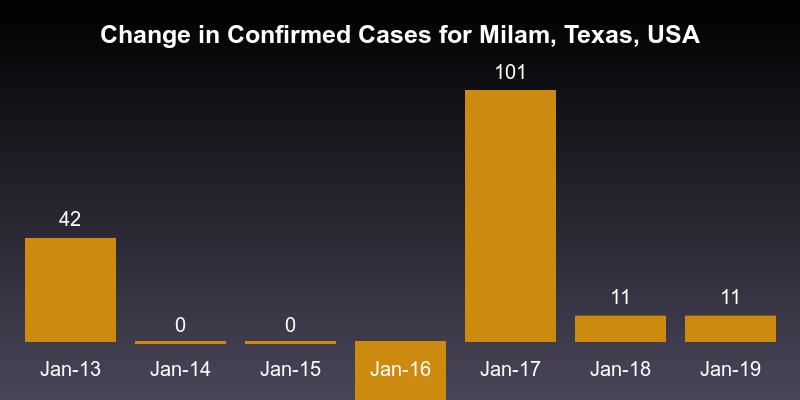 Change in Confirmed Cases for Milam, Texas, USA
101
42
0
0
11
11
Jan-13
Jan-14
Jan-15
Jan-16
Jan-17
Jan-18
Jan-19